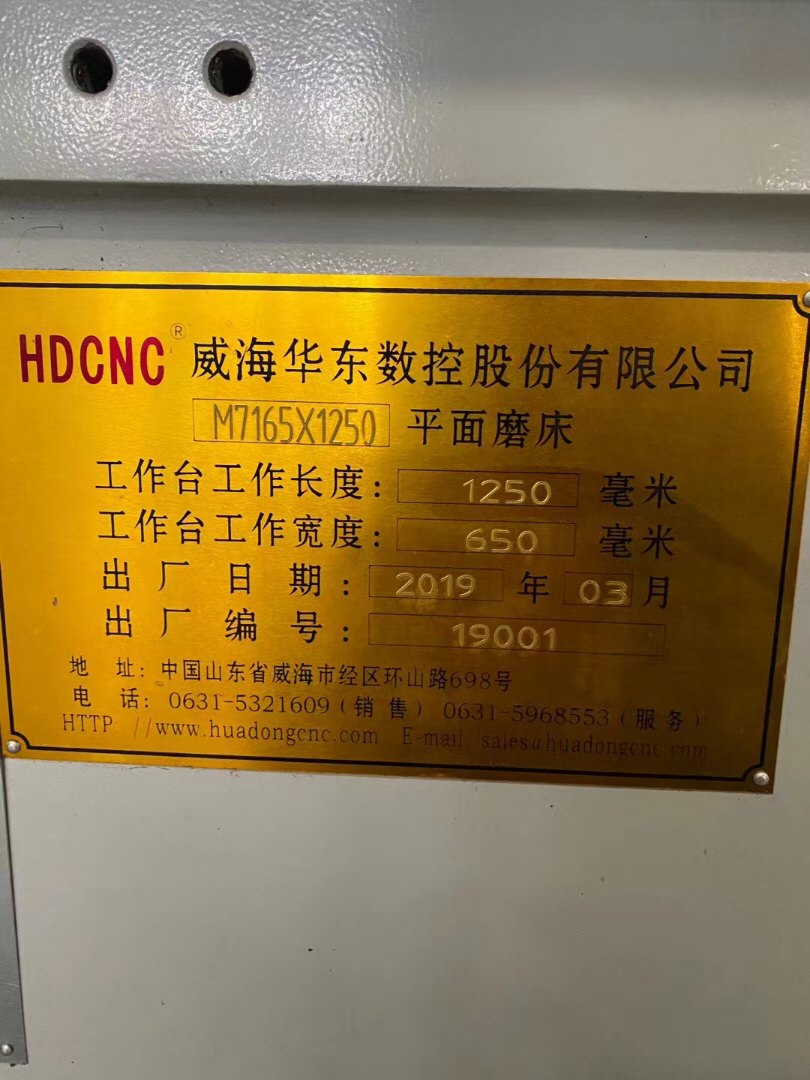 HDCNC® 威海华东数控股份有限公司
M7165X1250 平面磨床
工作台工作长度: 1250 毫米
工作台工作宽度: 650 毫米
出厂日期: 2019 年 03 月
出厂编号: 19001
地 址: 中国山东省威海市经区环山路698号
电 话: 0631-5321609(销售) 0631-5968553(服务)
HTTP //www.huadongcnc.com E-mail sales@huadongcnc.com